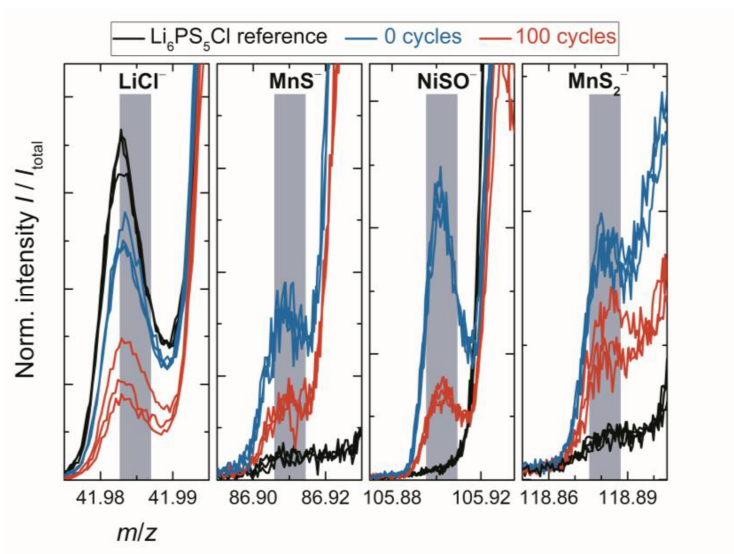 Li₆PS₅Cl reference 0 cycles 100 cycles
LiCl⁻ MnS⁻ NiSO⁻ MnS₂⁻
Norm. intensity I / Itotal
41.98 41.99 86.90 86.92 105.88 105.92 118.86 118.89
m/z